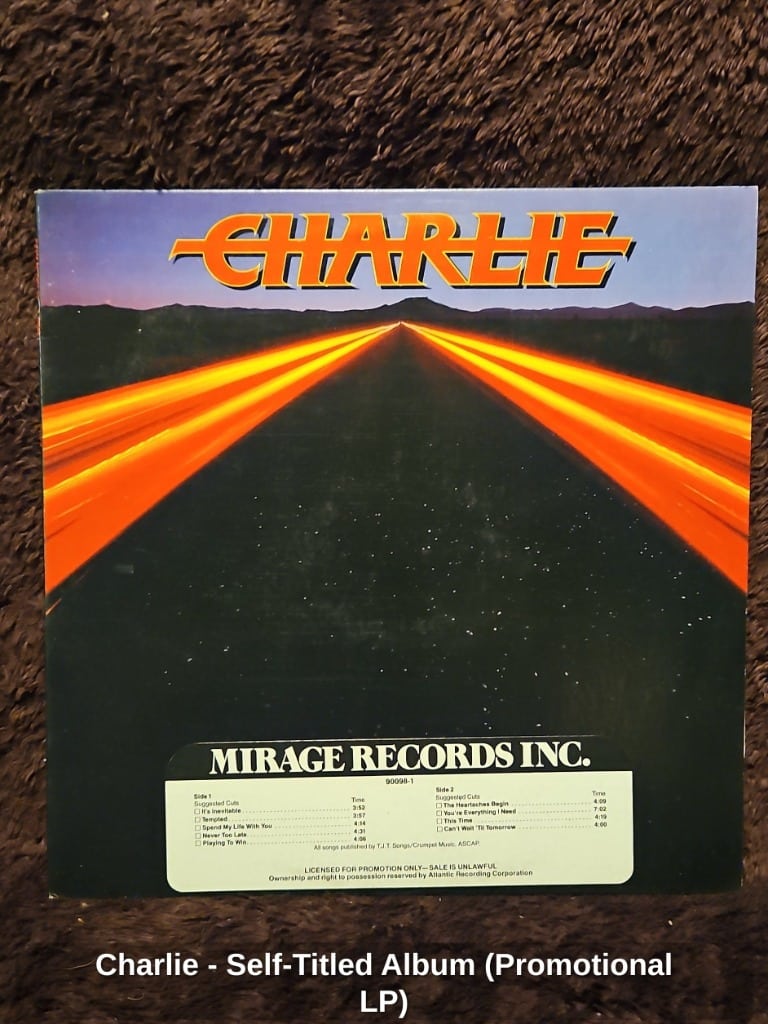 CHARLIE
MIRAGE RECORDS INC.
90098-1
Side 1
Suggested Cuts Time
It's Inevitable 3:52
Tempted 3:57
Spend My Life With You 4:14
Never Too Late 4:31
Playing To Win 4:06
Side 2
Suggested Cuts Time
The Heartaches Begin 4:09
You're Everything I Need 7:02
This Time 4:19
Can't Wait 'Til Tomorrow 4:00
All songs published by T.J.T. Songs/Crumpet Music, ASCAP.
LICENSED FOR PROMOTION ONLY—SALE IS UNLAWFUL
Ownership and right to possession reserved by Atlantic Recording Corporation
Charlie - Self-Titled Album (Promotional
LP)